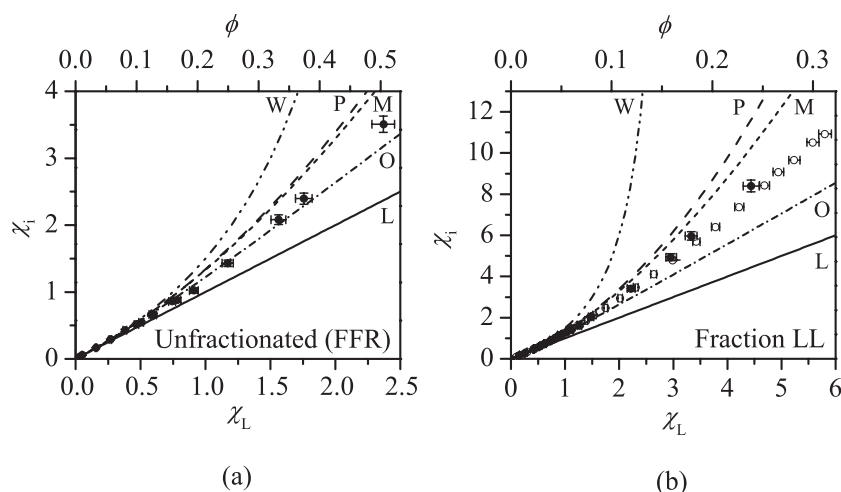 ϕ ϕ
0.0 0.1 0.2 0.3 0.4 0.5 0.0 0.1 0.2 0.3
4 W P M 12 W P M
3 10
O 8 O
χi 2 χi 6
L L
1 4
2
0 Unfractionated (FFR) 0 Fraction LL
0.0 0.5 1.0 1.5 2.0 2.5 0 1 2 3 4 5 6
χL χL
(a) (b)